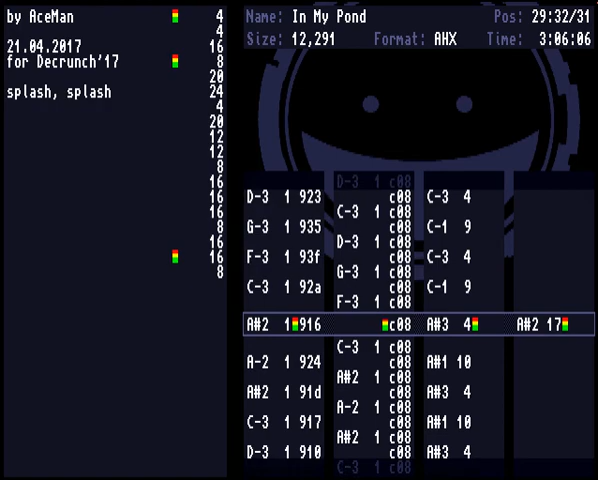 by AceMan 4
4
21.04.2017 16
for Decrunch'17 8
20
splash, splash 24
4
20
12
12
8
16
16
16
8
16
16
8
Name: In My Pond Pos: 29:32/31
Size: 12,291 Format: AHX Time: 3:06:06
D-3 1 c08
D-3 1 923 c08 C-3 4
C-3 1 c08
G-3 1 935 c08 C-1 9
D-3 1 c08
F-3 1 93f c08 C-3 4
G-3 1 c08
C-3 1 92a c08 C-1 9
F-3 1 c08
A#2 1 916 c08 A#3 4 A#2 17
C-3 1 c08
A-2 1 924 c08 A#1 10
A#2 1 c08
A#2 1 91d c08 A#3 4
A-2 1 c08
C-3 1 917 c08 A#1 10
A#2 1 c08
D-3 1 910 c08 A#3 4
C-3 1 c08